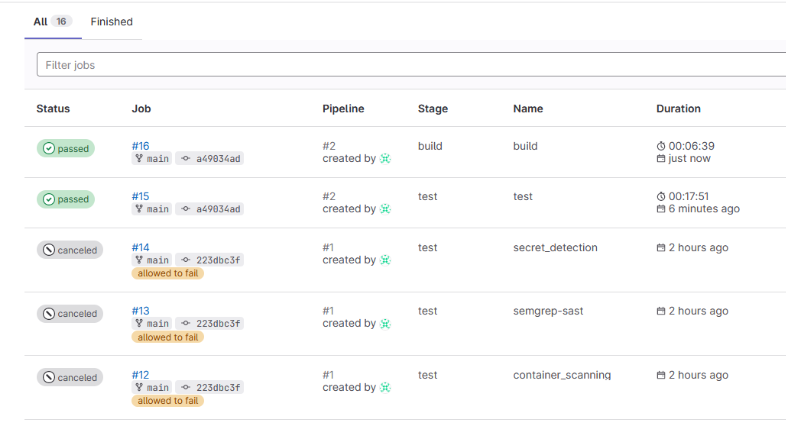 All 16 Finished
Filter jobs
Status Job Pipeline Stage Name Duration
passed #16 #2 build build 00:06:39
main a49034ad created by just now
passed #15 #2 test test 00:17:51
main a49034ad created by 6 minutes ago
canceled #14 #1 test secret_detection 2 hours ago
main 223dbc3f created by
allowed to fail
canceled #13 #1 test semgrep-sast 2 hours ago
main 223dbc3f created by
allowed to fail
canceled #12 #1 test container_scanning 2 hours ago
main 223dbc3f created by
allowed to fail